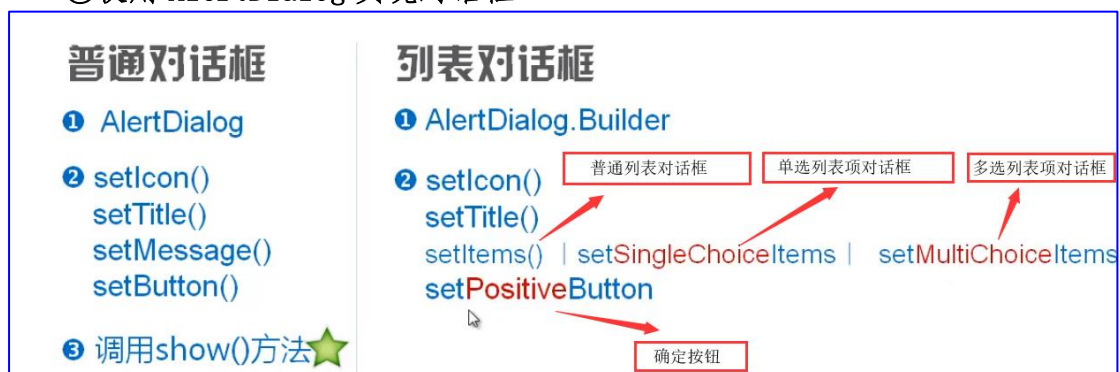 普通对话框
❶ AlertDialog
❷ setIcon()
setTitle()
setMessage()
setButton()
❸ 调用show()方法
列表对话框
❶ AlertDialog.Builder
❷ setIcon()
setTitle()
setItems() | setSingleChoiceItems | setMultiChoiceItems
setPositiveButton
普通列表对话框
单选列表项对话框
多选列表项对话框
确定按钮